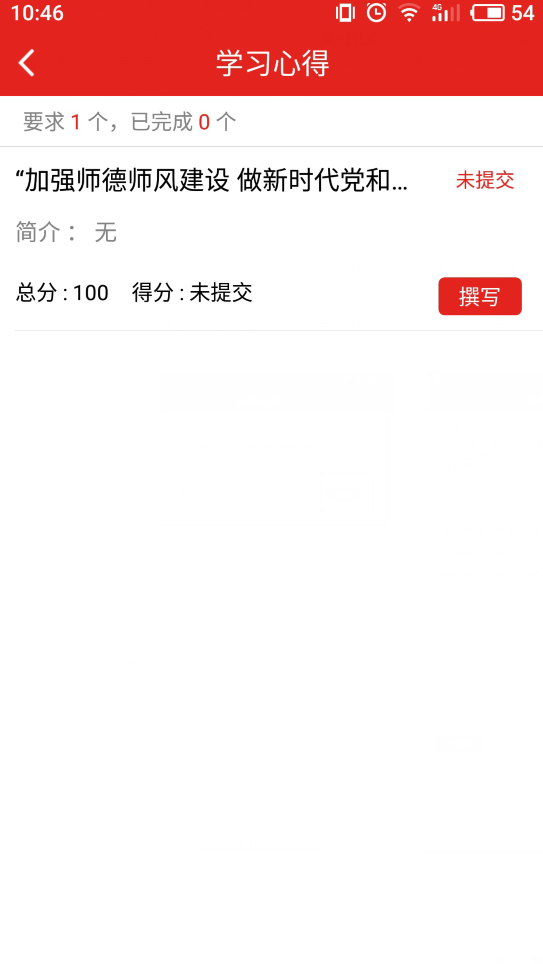 10:46 4G 54
学习心得
要求 1 个，已完成 0 个
“加强师德师风建设 做新时代党和... 未提交
简介： 无
总分 : 100 得分 : 未提交 撰写